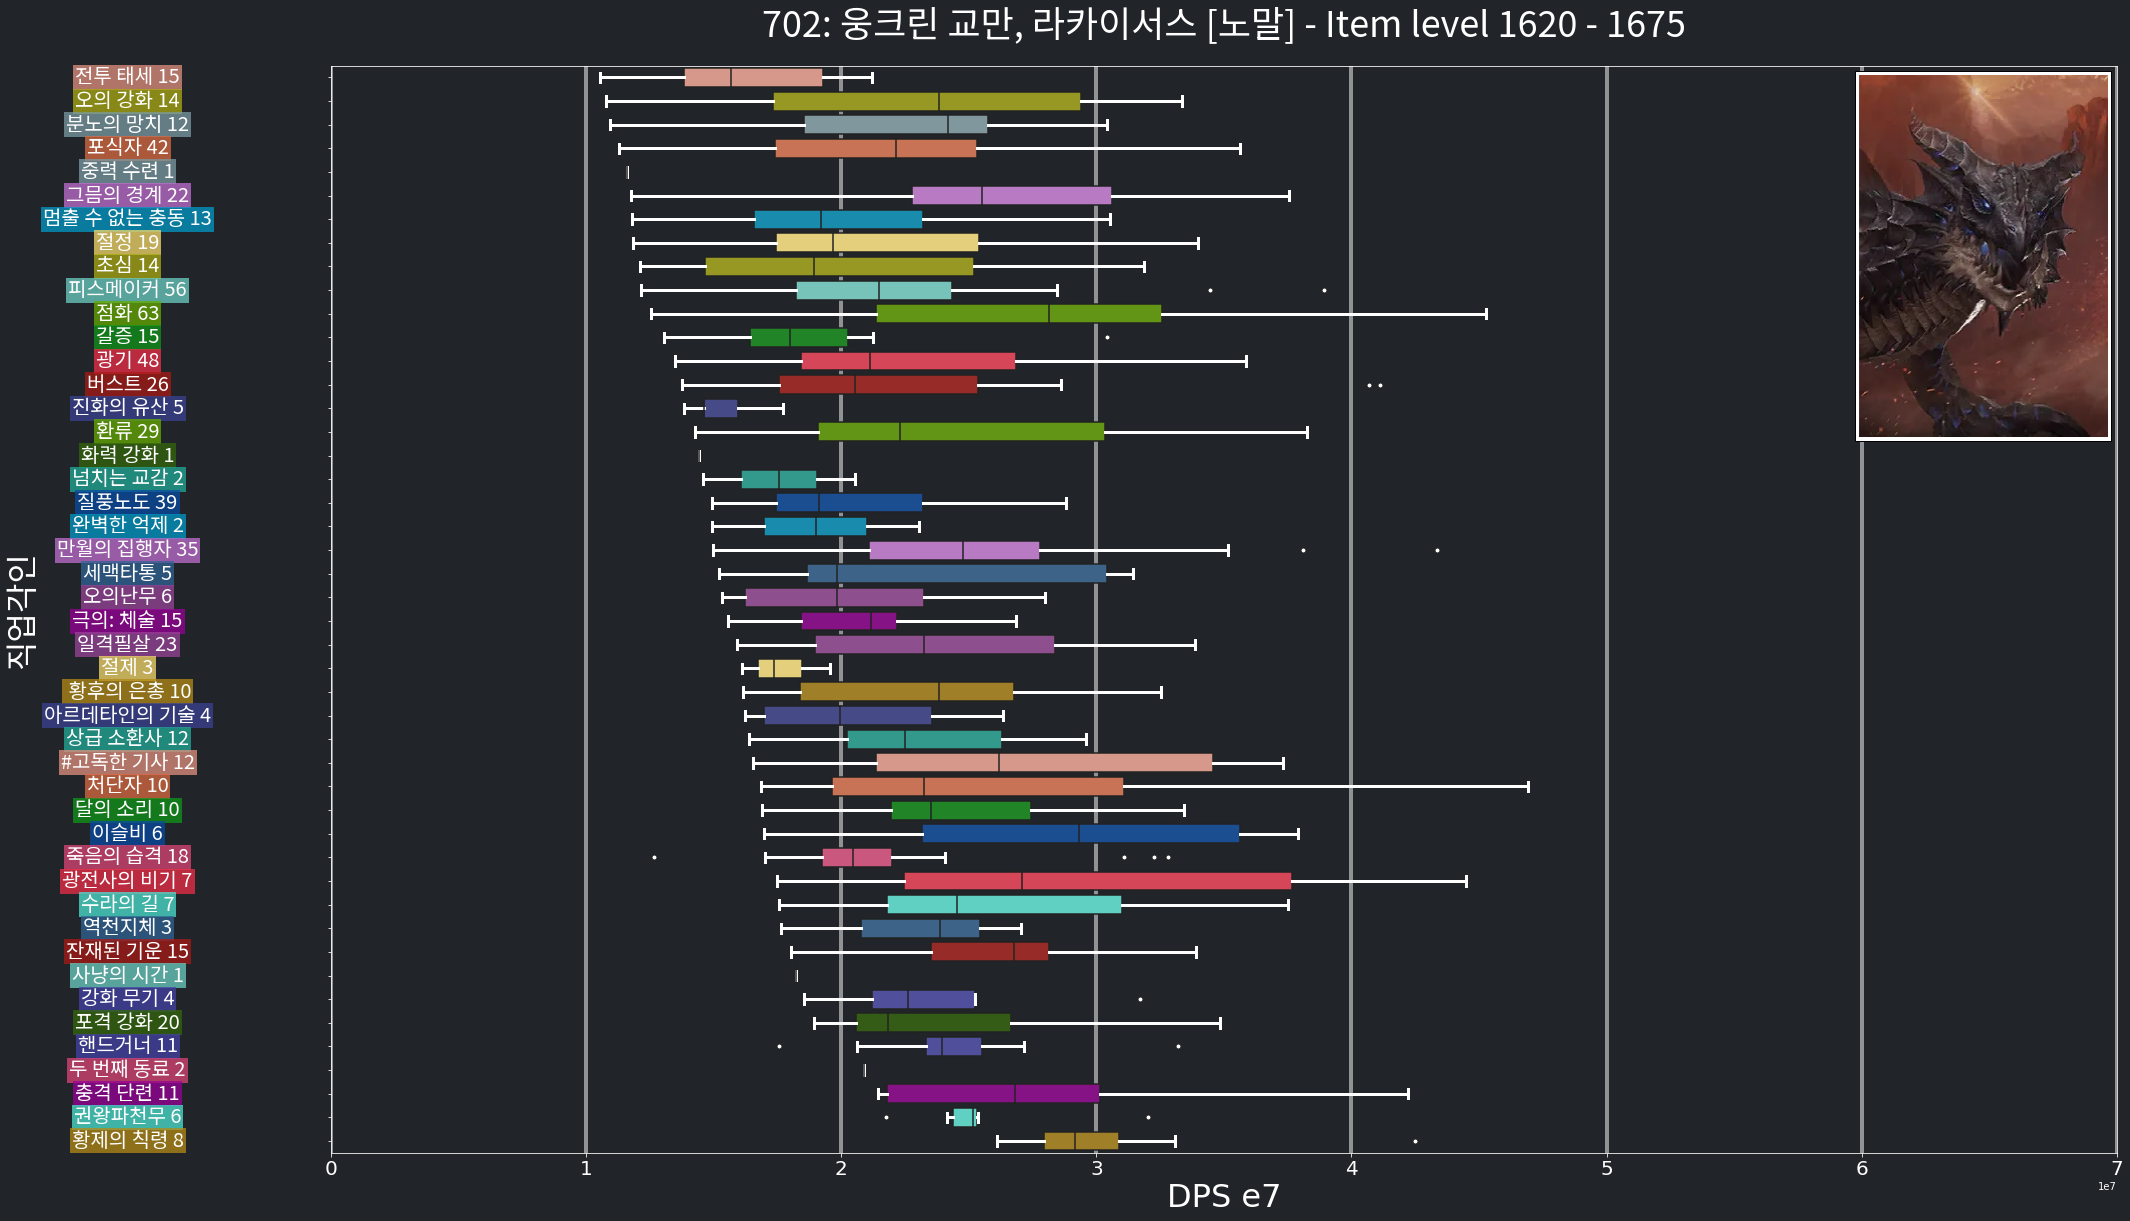 702: 웅크린 교만, 라카이서스 [노말] - Item level 1620 - 1675
전투 태세 15
오의 강화 14
분노의 망치 12
포식자 42
중력 수련 1
그믐의 경계 22
멈출 수 없는 충동 13
절정 19
초심 14
피스메이커 56
점화 63
갈증 15
광기 48
버스트 26
진화의 유산 5
환류 29
화력 강화 1
넘치는 교감 2
질풍노도 39
완벽한 억제 2
만월의 집행자 35
세맥타통 5
오의난무 6
극의: 체술 15
일격필살 23
절제 3
황후의 은총 10
아르데타인의 기술 4
상급 소환사 12
#고독한 기사 12
처단자 10
달의 소리 10
이슬비 6
죽음의 습격 18
광전사의 비기 7
수라의 길 7
역천지체 3
잔재된 기운 15
사냥의 시간 1
강화 무기 4
포격 강화 20
핸드거너 11
두 번째 동료 2
충격 단련 11
권왕파천무 6
황제의 칙령 8
직업각인
0 1 2 3 4 5 6 7
1e7
DPS e7